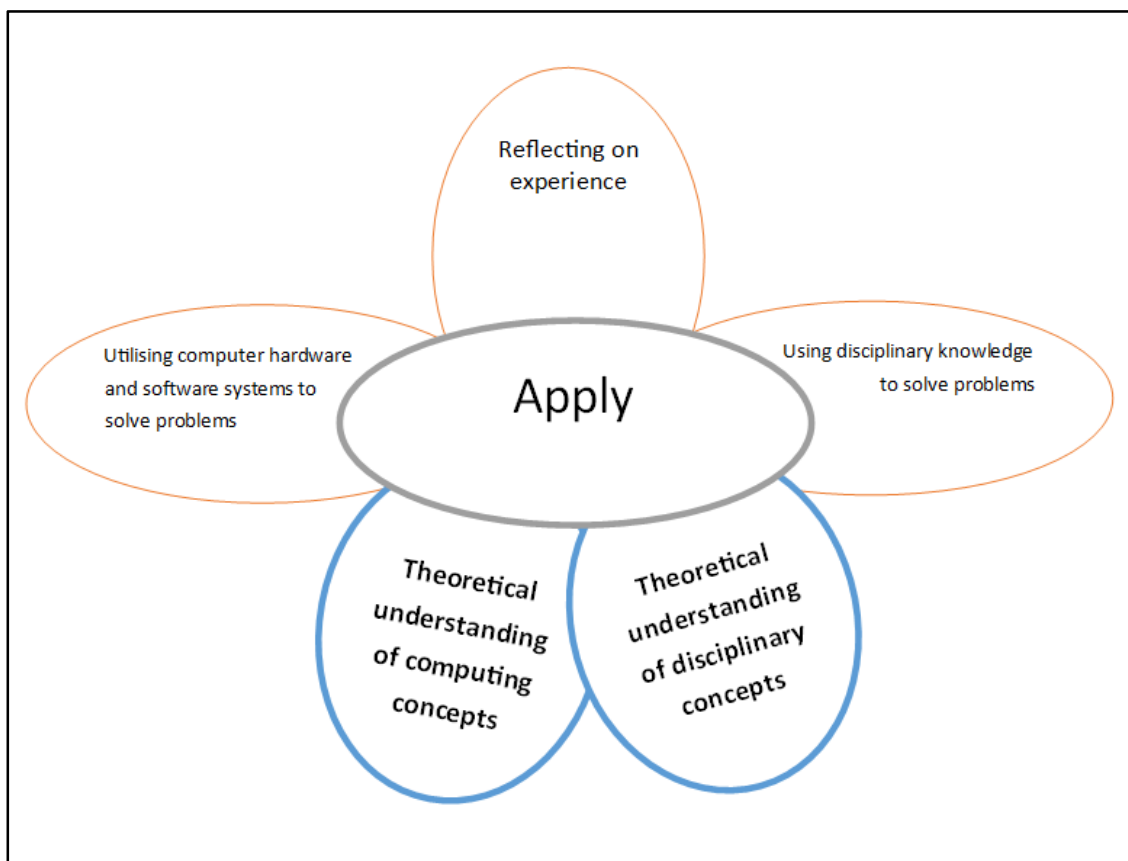 Reflecting on
experience
Utilising computer hardware
and software systems to
solve problems
Apply
Using disciplinary knowledge
to solve problems
Theoretical
understanding
of computing
concepts
Theoretical
understanding
of disciplinary
concepts